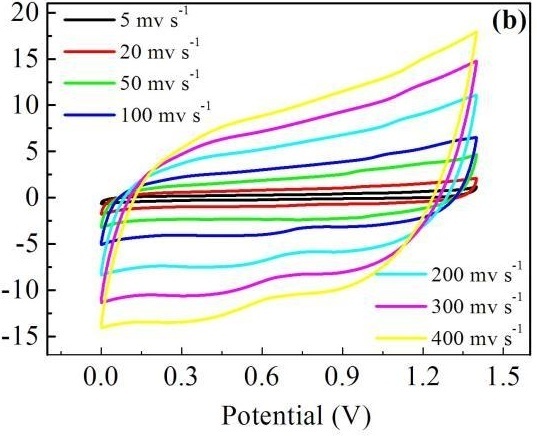 (b)
5 mv s⁻¹
20 mv s⁻¹
50 mv s⁻¹
100 mv s⁻¹
200 mv s⁻¹
300 mv s⁻¹
400 mv s⁻¹
20
15
10
5
0
-5
-10
-15
0.0 0.3 0.6 0.9 1.2 1.5
Potential (V)